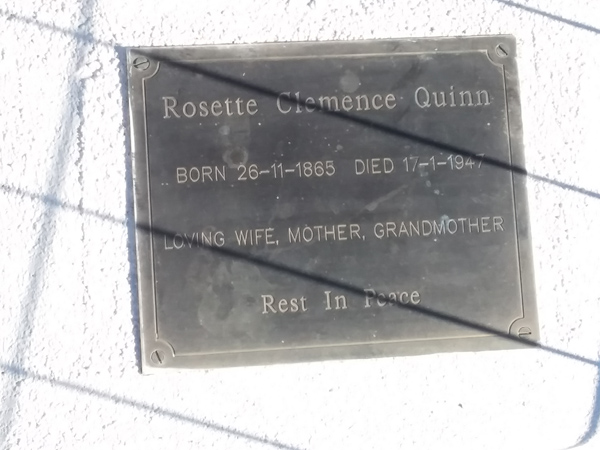 Rosette Clemence Quinn
BORN 26-11-1865 DIED 17-1-1947
LOVING WIFE, MOTHER, GRANDMOTHER
Rest In Peace